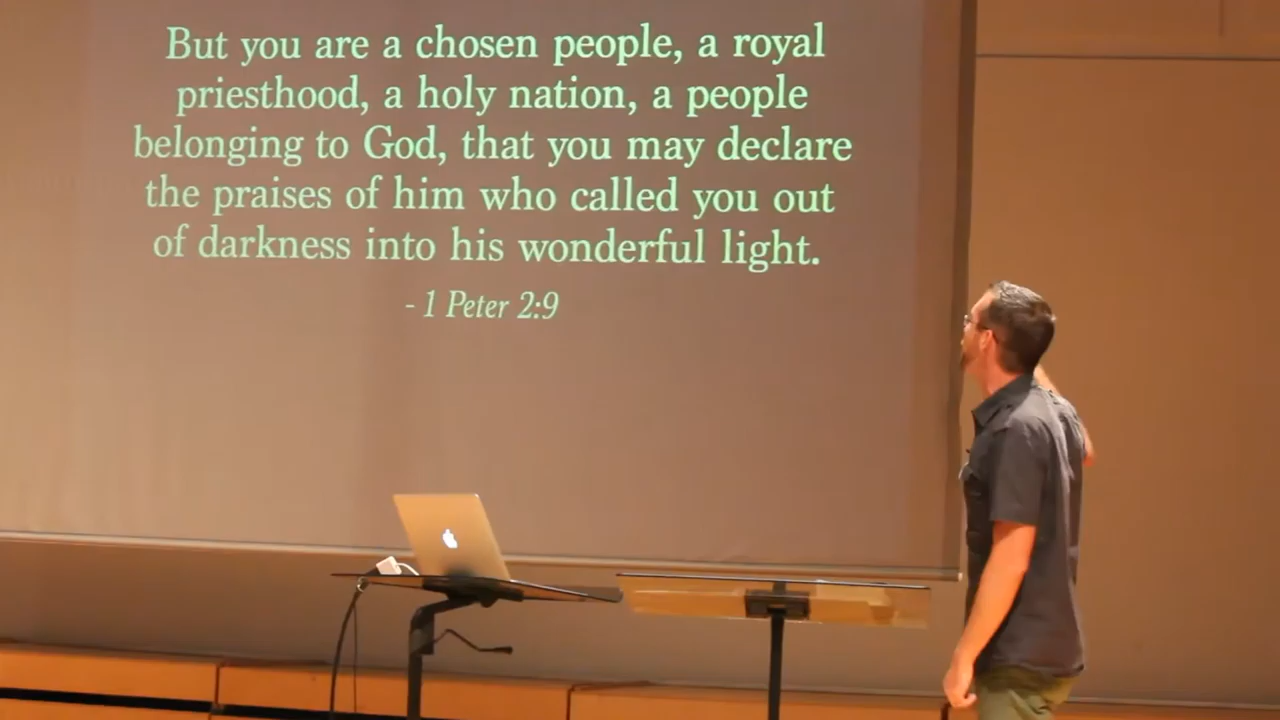 But you are a chosen people, a royal
priesthood, a holy nation, a people
belonging to God, that you may declare
the praises of him who called you out
of darkness into his wonderful light.
- 1 Peter 2:9